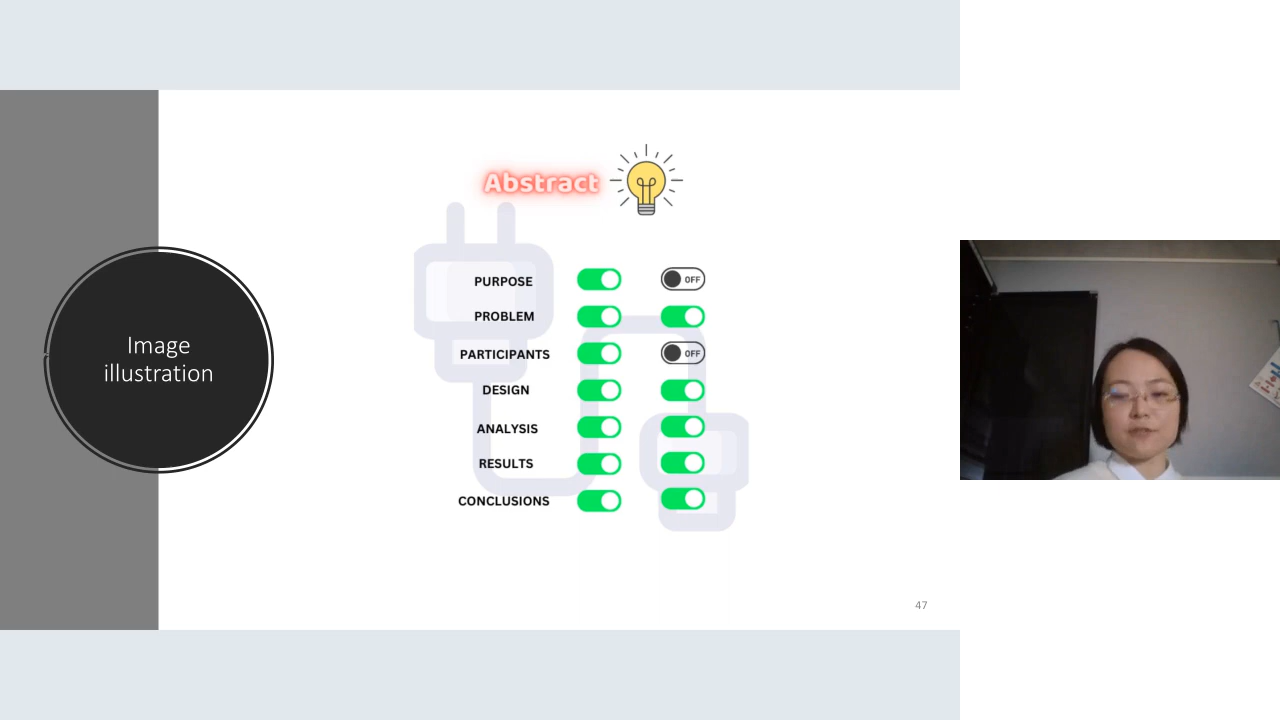 Image
illustration
Abstract
PURPOSE
OFF
PROBLEM
PARTICIPANTS
OFF
DESIGN
ANALYSIS
RESULTS
CONCLUSIONS
47